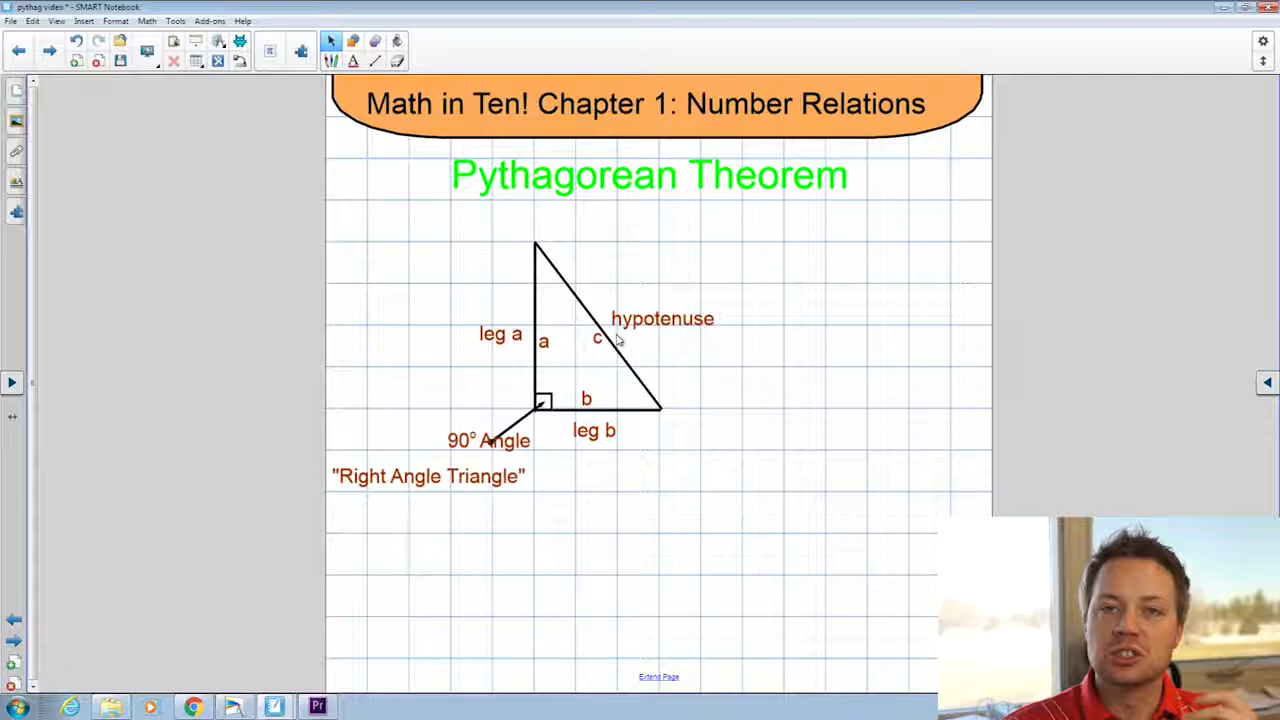 pythag video * - SMART Notebook
File Edit View Insert Format Math Tools Add-ons Help
Math in Ten! Chapter 1: Number Relations
Pythagorean Theorem
hypotenuse
leg a
a
c
b
leg b
90° Angle
"Right Angle Triangle"
Extend Page
Pr